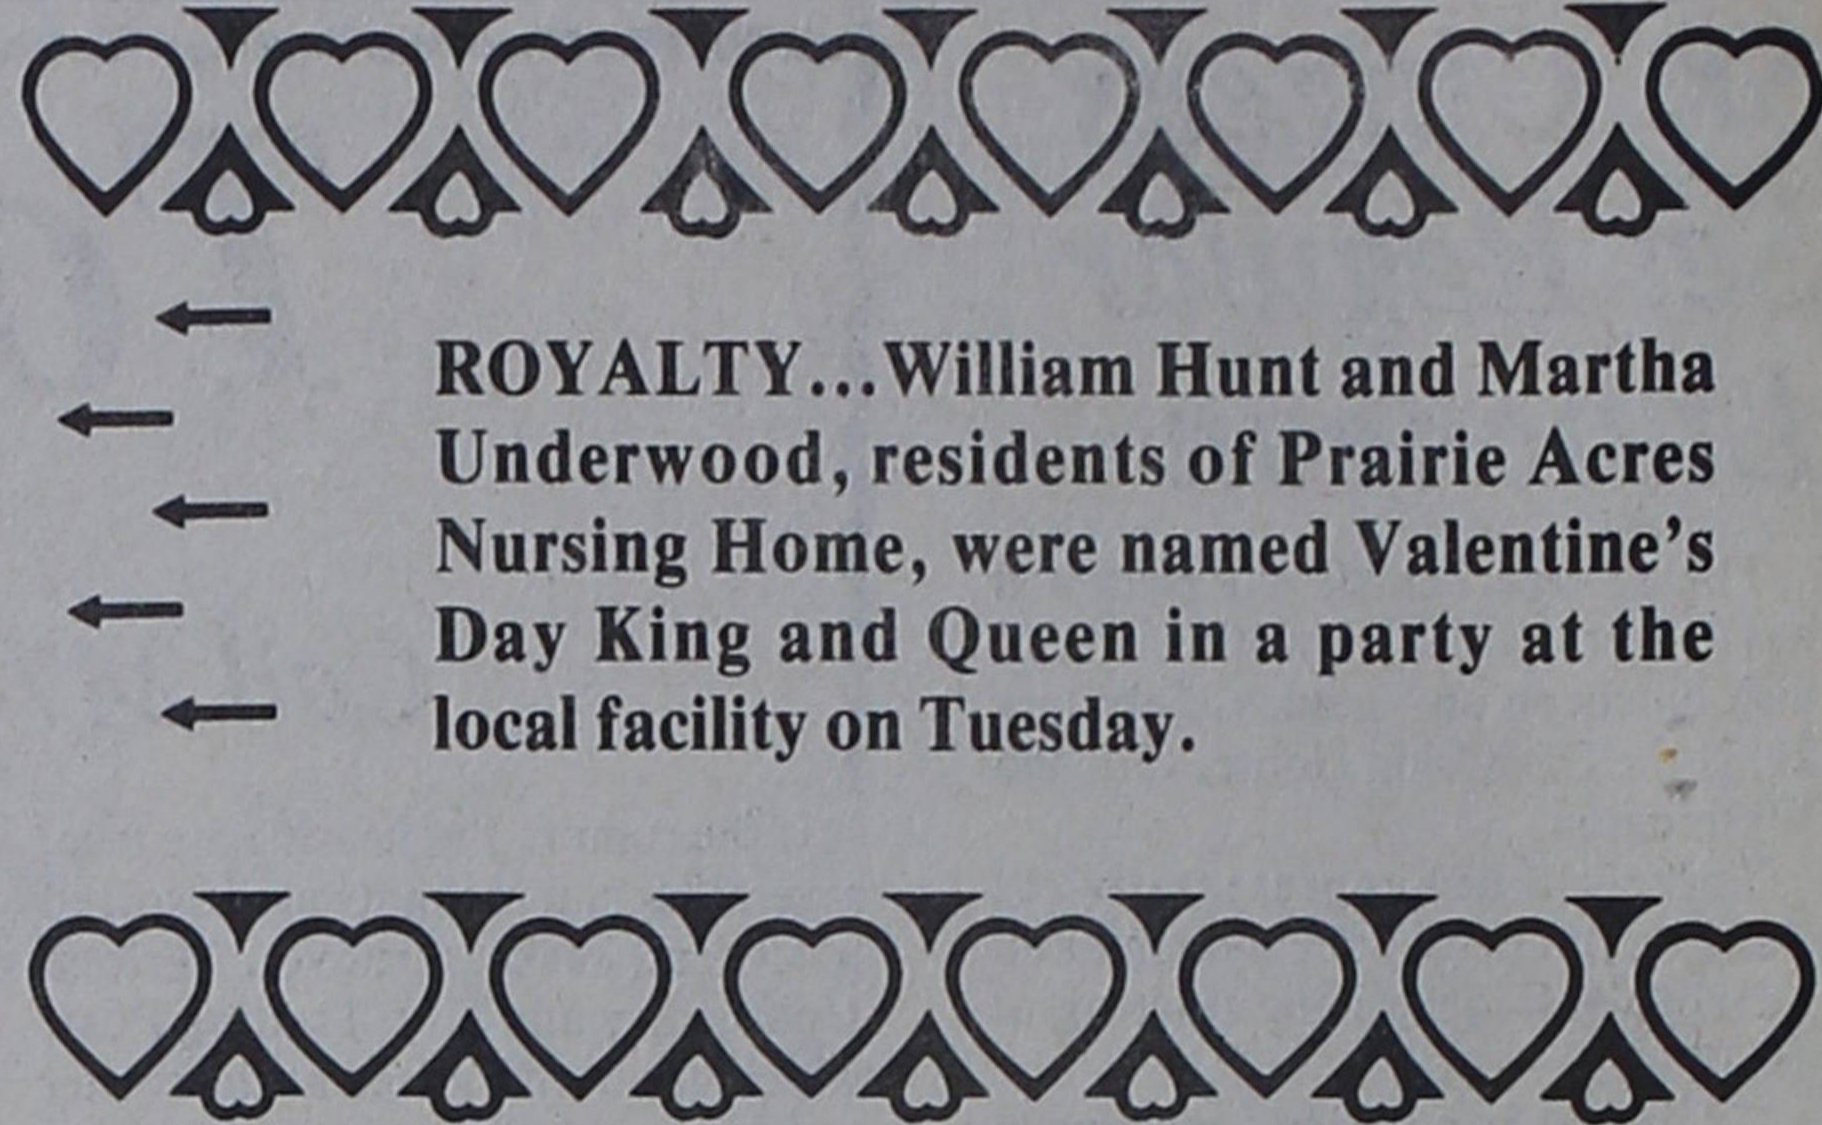 ROYALTY...William Hunt and Martha
Underwood, residents of Prairie Acres
Nursing Home, were named Valentine’s
Day King and Queen in a party at the
local facility on Tuesday.